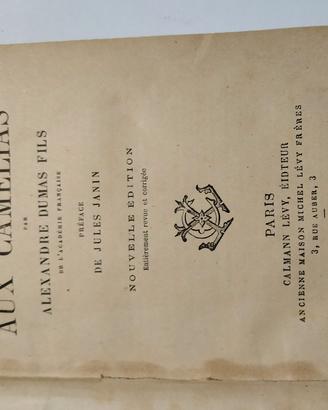 AUX CAMÉLIAS
PAR
ALEXANDRE DUMAS FILS
DE L'ACADÉMIE FRANÇAISE
PRÉFACE
DE JULES JANIN
NOUVELLE ÉDITION
Entièrement revue et corrigée
PARIS
CALMANN LÉVY, ÉDITEUR
ANCIENNE MAISON MICHEL LÉVY FRÈRES
3, RUE AUBER, 3